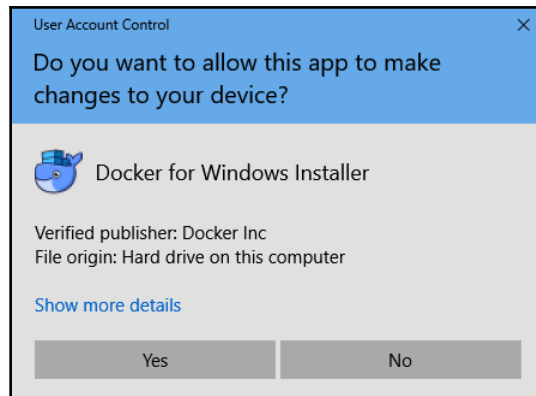 User Account Control
Do you want to allow this app to make
changes to your device?
Docker for Windows Installer
Verified publisher: Docker Inc
File origin: Hard drive on this computer
Show more details
Yes
No